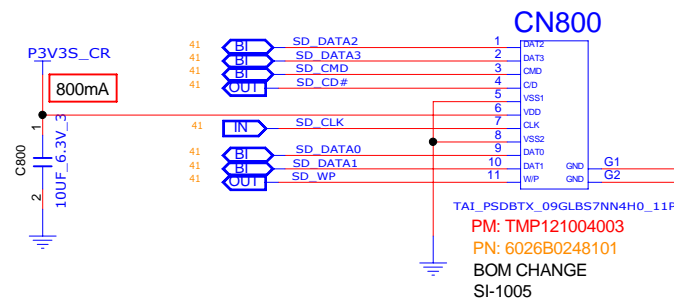 CN800
P3V3S_CR
800mA
1
C800
10UF_6.3V_3
2
41 BI SD_DATA2 1 DAT2
41 BI SD_DATA3 2 DAT3
41 BI SD_CMD 3 CMD
41 OUT SD_CD# 4 C/D
5 VSS1
6 VDD
41 IN SD_CLK 7 CLK
8 VSS2
41 BI SD_DATA0 9 DAT0
41 BI SD_DATA1 10 DAT1 GND G1
41 OUT SD_WP 11 W/P GND G2
TAI_PSDBTX_09GLBS7NN4H0_11P
PM: TMP121004003
PN: 6026B0248101
BOM CHANGE
SI-1005